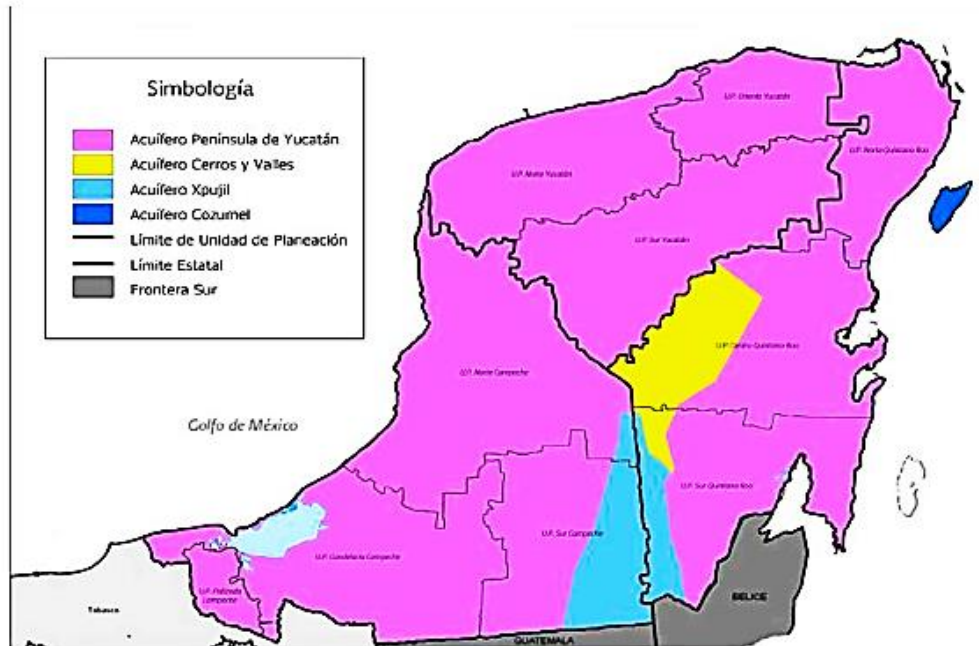 Simbología
Acuífero Península de Yucatán
Acuífero Cerros y Valles
Acuífero Xpujil
Acuífero Cozumel
Límite de Unidad de Planeación
Límite Estatal
Frontera Sur
U.P. Oriente Yucatán
U.P. Norte Quintana Roo
U.P. Norte Yucatán
U.P. Sur Yucatán
U.P. Centro Quintana Roo
U.P. Norte Campeche
Golfo de México
U.P. Sur Quintana Roo
U.P. Sur Campeche
U.P. Candelaria Campeche
U.P. Palizada
Campeche
Tabasco
BELICE
GUATEMALA